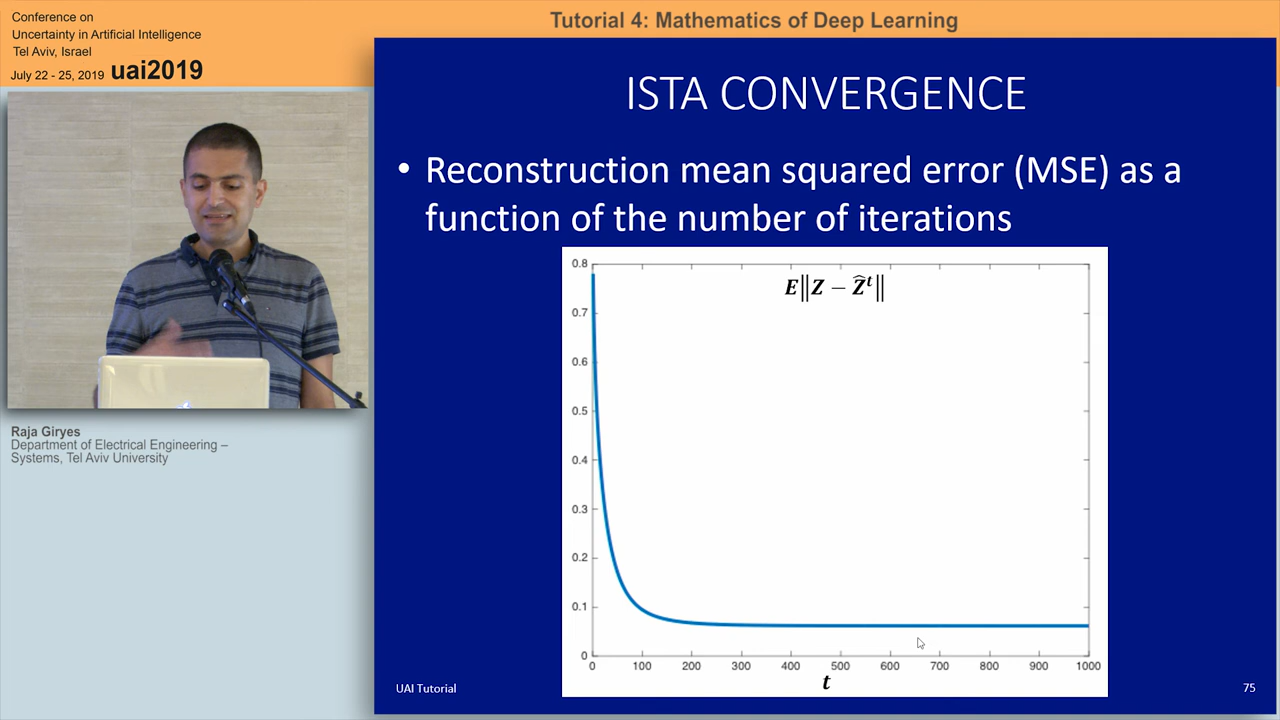 Conference on
Uncertainty in Artificial Intelligence
Tel Aviv, Israel
July 22 - 25, 2019 uai2019
Tutorial 4: Mathematics of Deep Learning
Raja Giryes
Department of Electrical Engineering –
Systems, Tel Aviv University
ISTA CONVERGENCE
• Reconstruction mean squared error (MSE) as a
function of the number of iterations
E‖Z − Ẑᵗ‖
0.8
0.7
0.6
0.5
0.4
0.3
0.2
0.1
0
0 100 200 300 400 500 600 700 800 900 1000
t
UAI Tutorial
75